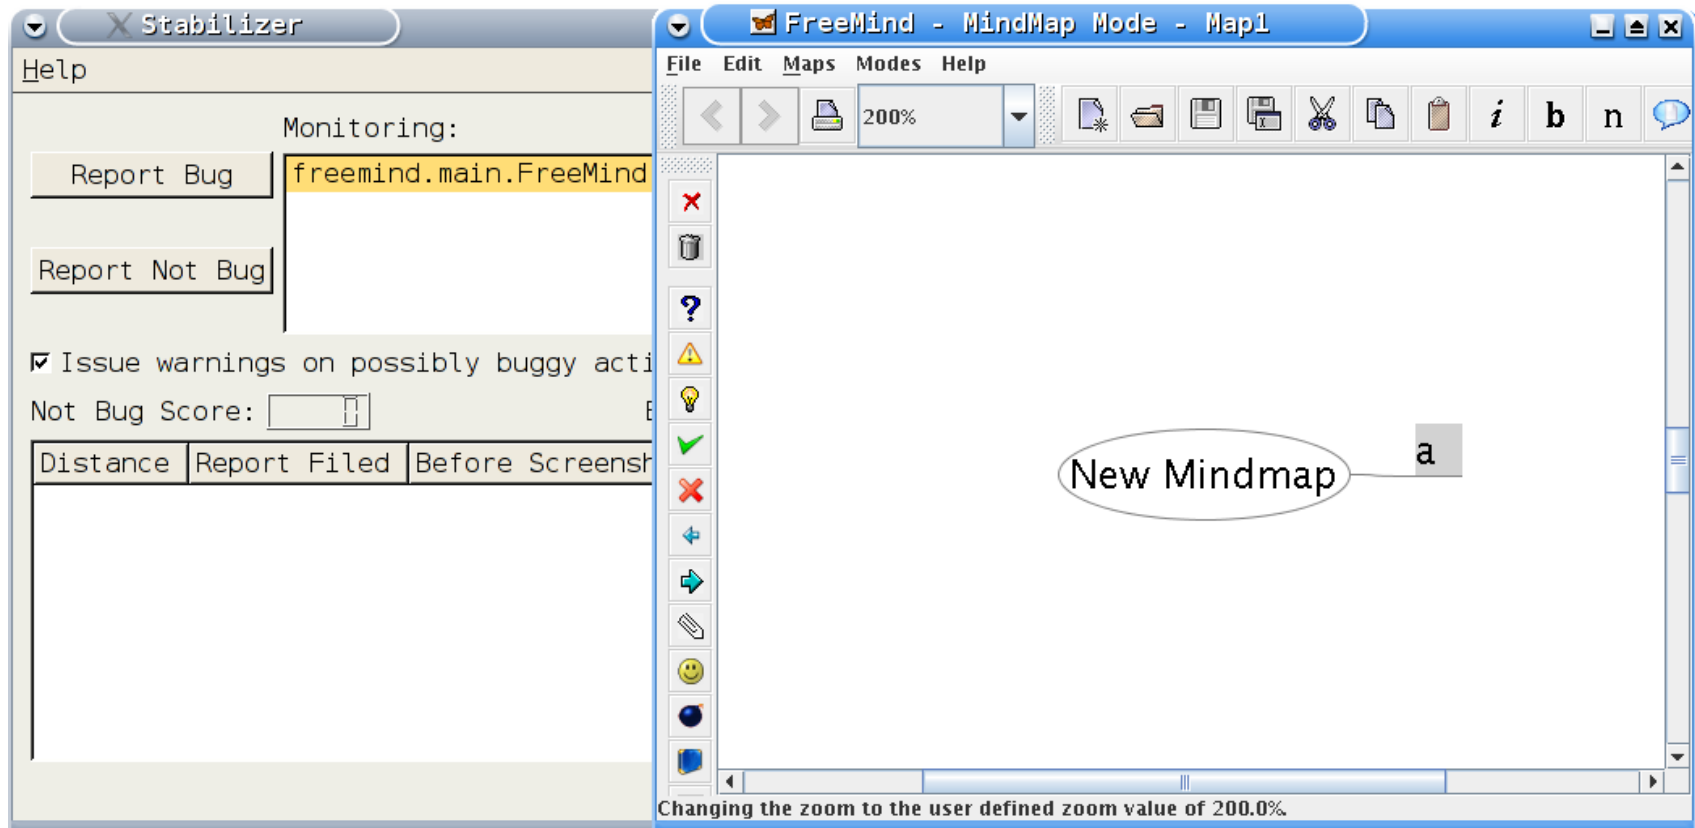 Stabilizer
Help
Monitoring:
Report Bug
freemind.main.FreeMind
Report Not Bug
Issue warnings on possibly buggy acti
Not Bug Score:
0
Distance
Report Filed
Before Screensh
FreeMind - MindMap Mode - Map1
File Edit Maps Modes Help
200%
i b n
New Mindmap
a
Changing the zoom to the user defined zoom value of 200.0%.